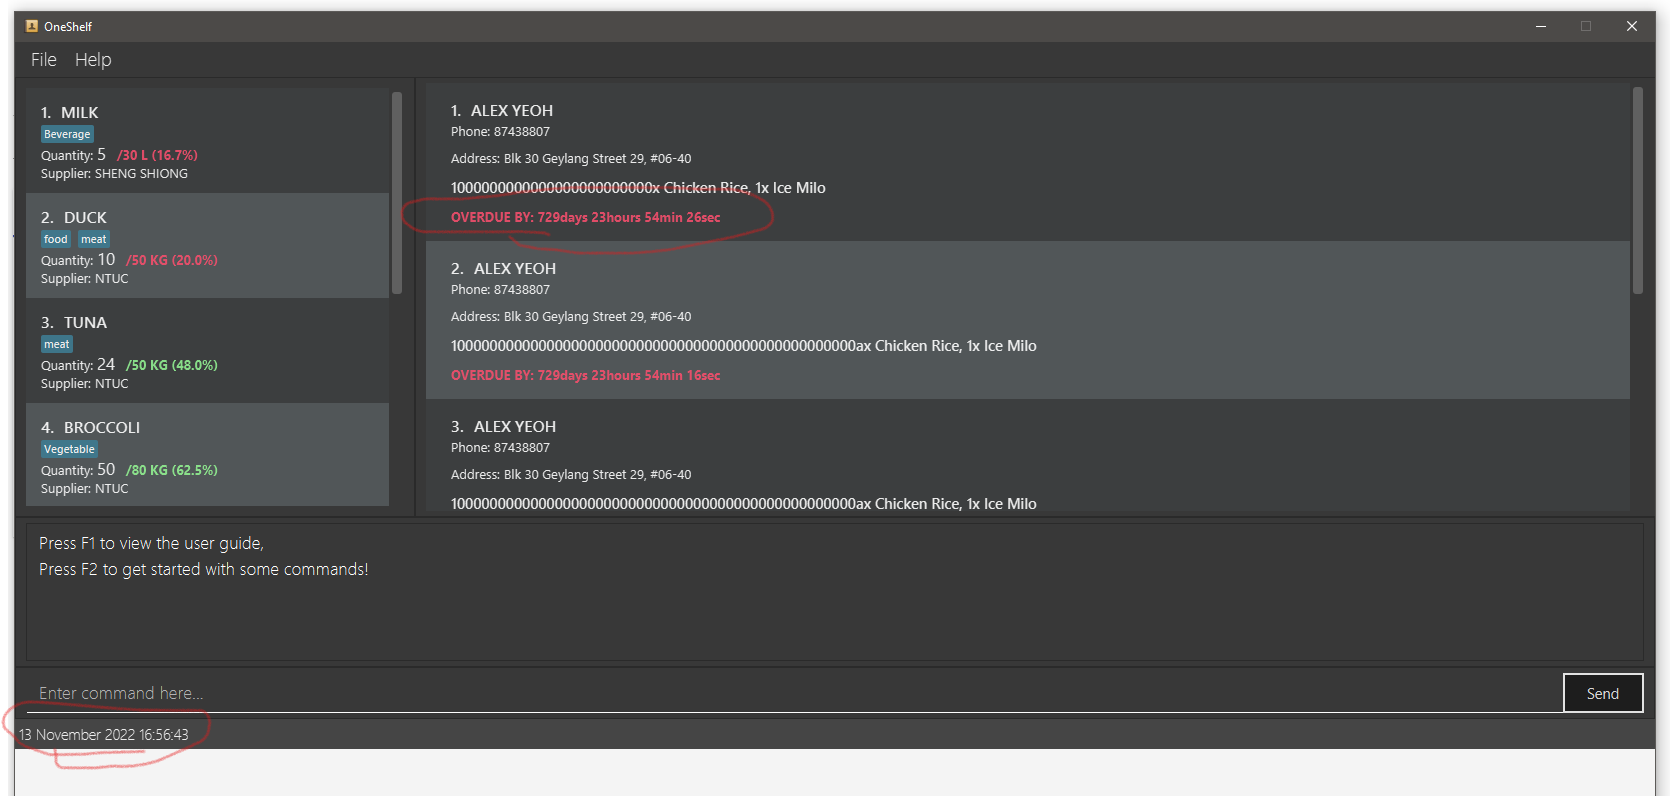 OneShelf
File Help
1. MILK
Beverage
Quantity: 5 /30 L (16.7%)
Supplier: SHENG SHIONG
2. DUCK
food meat
Quantity: 10 /50 KG (20.0%)
Supplier: NTUC
3. TUNA
meat
Quantity: 24 /50 KG (48.0%)
Supplier: NTUC
4. BROCCOLI
Vegetable
Quantity: 50 /80 KG (62.5%)
Supplier: NTUC
1. ALEX YEOH
Phone: 87438807
Address: Blk 30 Geylang Street 29, #06-40
1000000000000000000000000x Chicken Rice, 1x Ice Milo
OVERDUE BY: 729days 23hours 54min 26sec
2. ALEX YEOH
Phone: 87438807
Address: Blk 30 Geylang Street 29, #06-40
10000000000000000000000000000000000000000000000000ax Chicken Rice, 1x Ice Milo
OVERDUE BY: 729days 23hours 54min 16sec
3. ALEX YEOH
Phone: 87438807
Address: Blk 30 Geylang Street 29, #06-40
10000000000000000000000000000000000000000000000000ax Chicken Rice, 1x Ice Milo
Press F1 to view the user guide,
Press F2 to get started with some commands!
Enter command here...
Send
13 November 2022 16:56:43